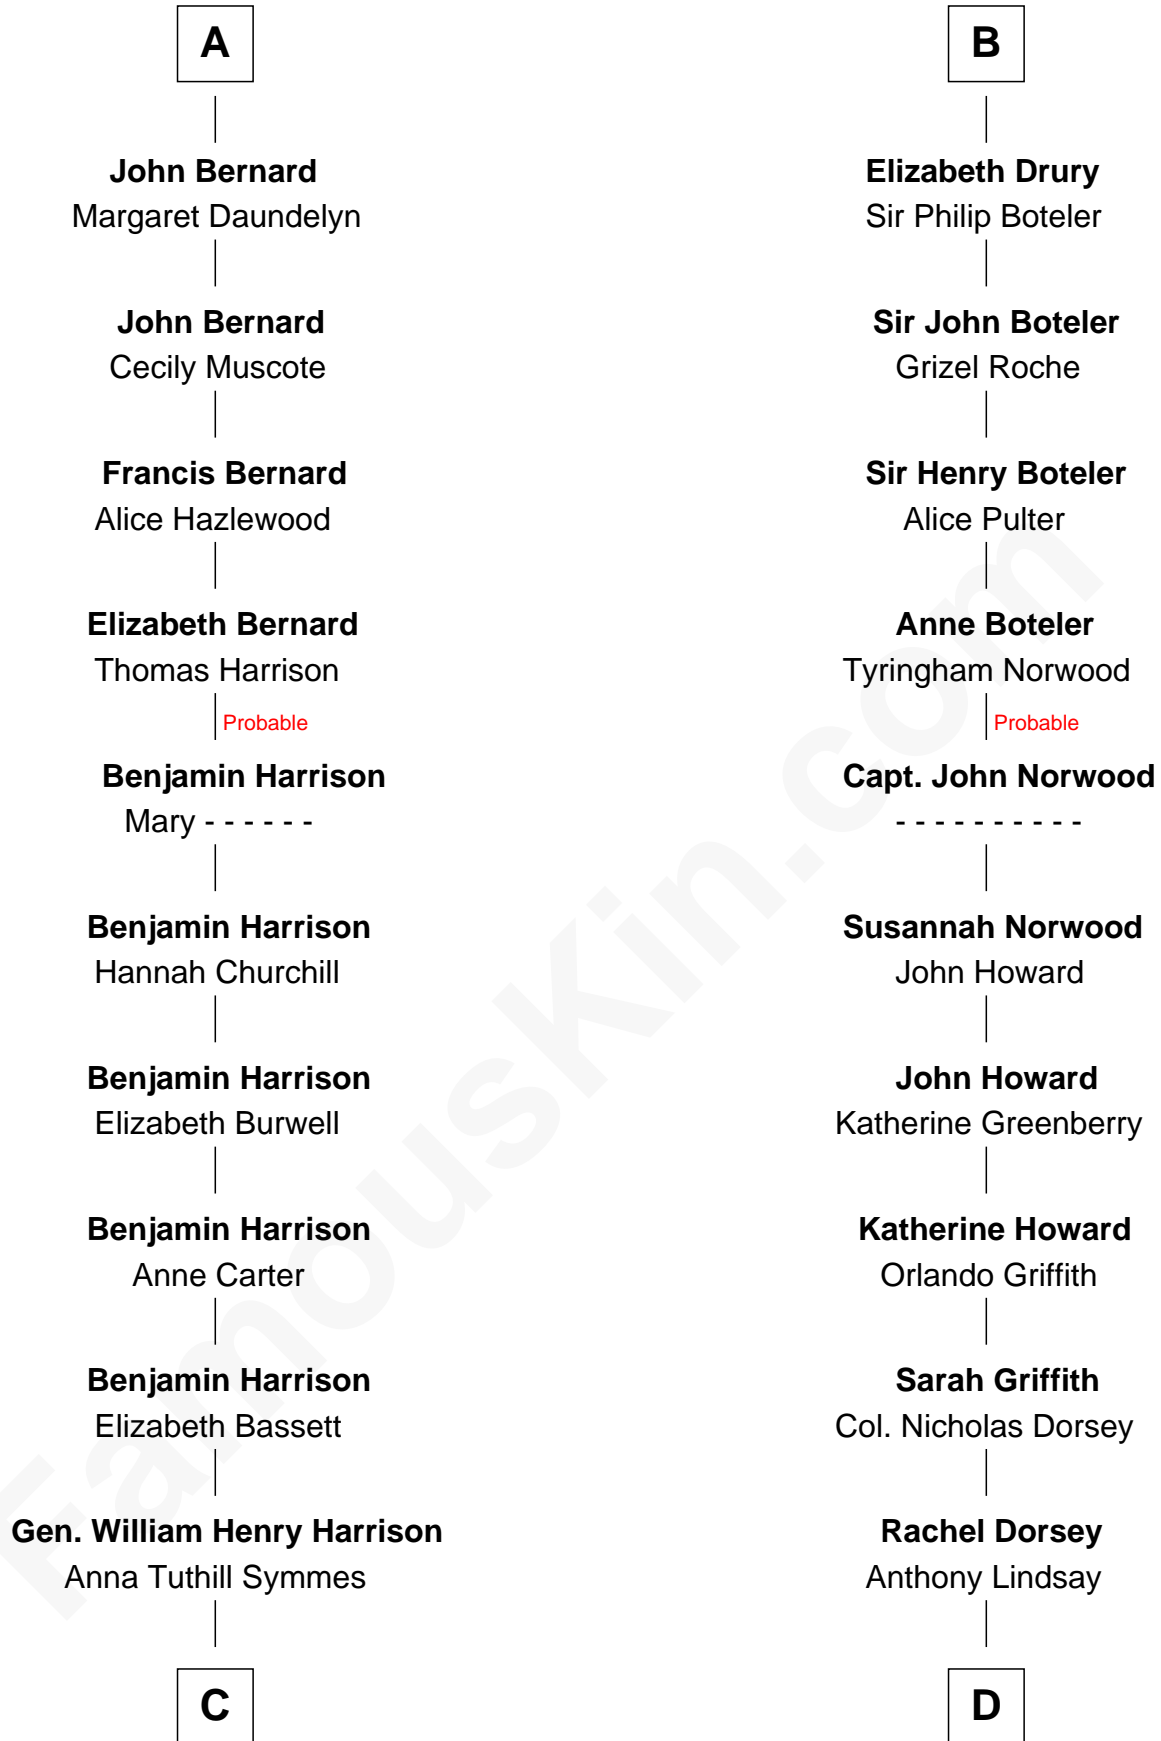 A
John Bernard
Margaret Daundelyn
John Bernard
Cecily Muscote
Francis Bernard
Alice Hazlewood
Elizabeth Bernard
Thomas Harrison
Probable
Benjamin Harrison
Mary - - - - - -
Benjamin Harrison
Hannah Churchill
Benjamin Harrison
Elizabeth Burwell
Benjamin Harrison
Anne Carter
Benjamin Harrison
Elizabeth Bassett
Gen. William Henry Harrison
Anna Tuthill Symmes
C
B
Elizabeth Drury
Sir Philip Boteler
Sir John Boteler
Grizel Roche
Sir Henry Boteler
Alice Pulter
Anne Boteler
Tyringham Norwood
Probable
Capt. John Norwood
- - - - - - - - - -
Susannah Norwood
John Howard
John Howard
Katherine Greenberry
Katherine Howard
Orlando Griffith
Sarah Griffith
Col. Nicholas Dorsey
Rachel Dorsey
Anthony Lindsay
D
FamousKin.com